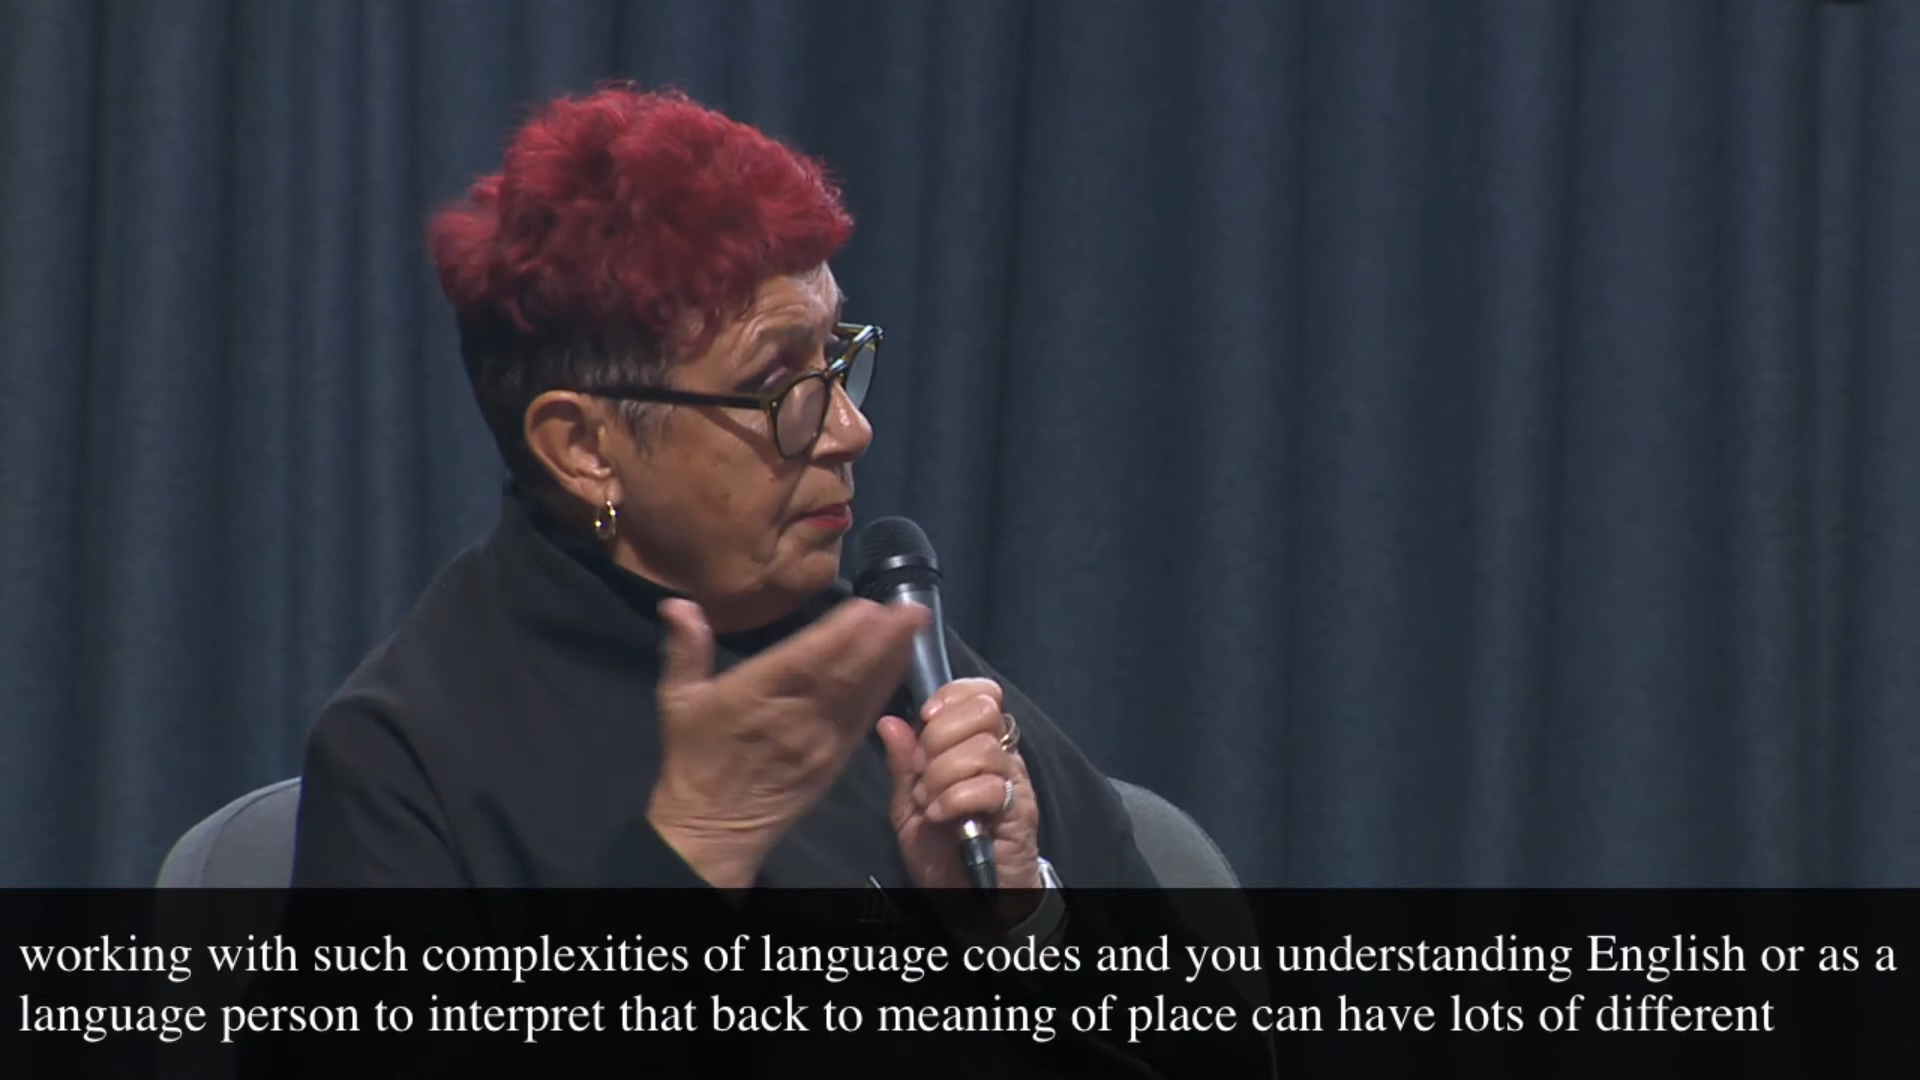 working with such complexities of language codes and you understanding English or as a
language person to interpret that back to meaning of place can have lots of different